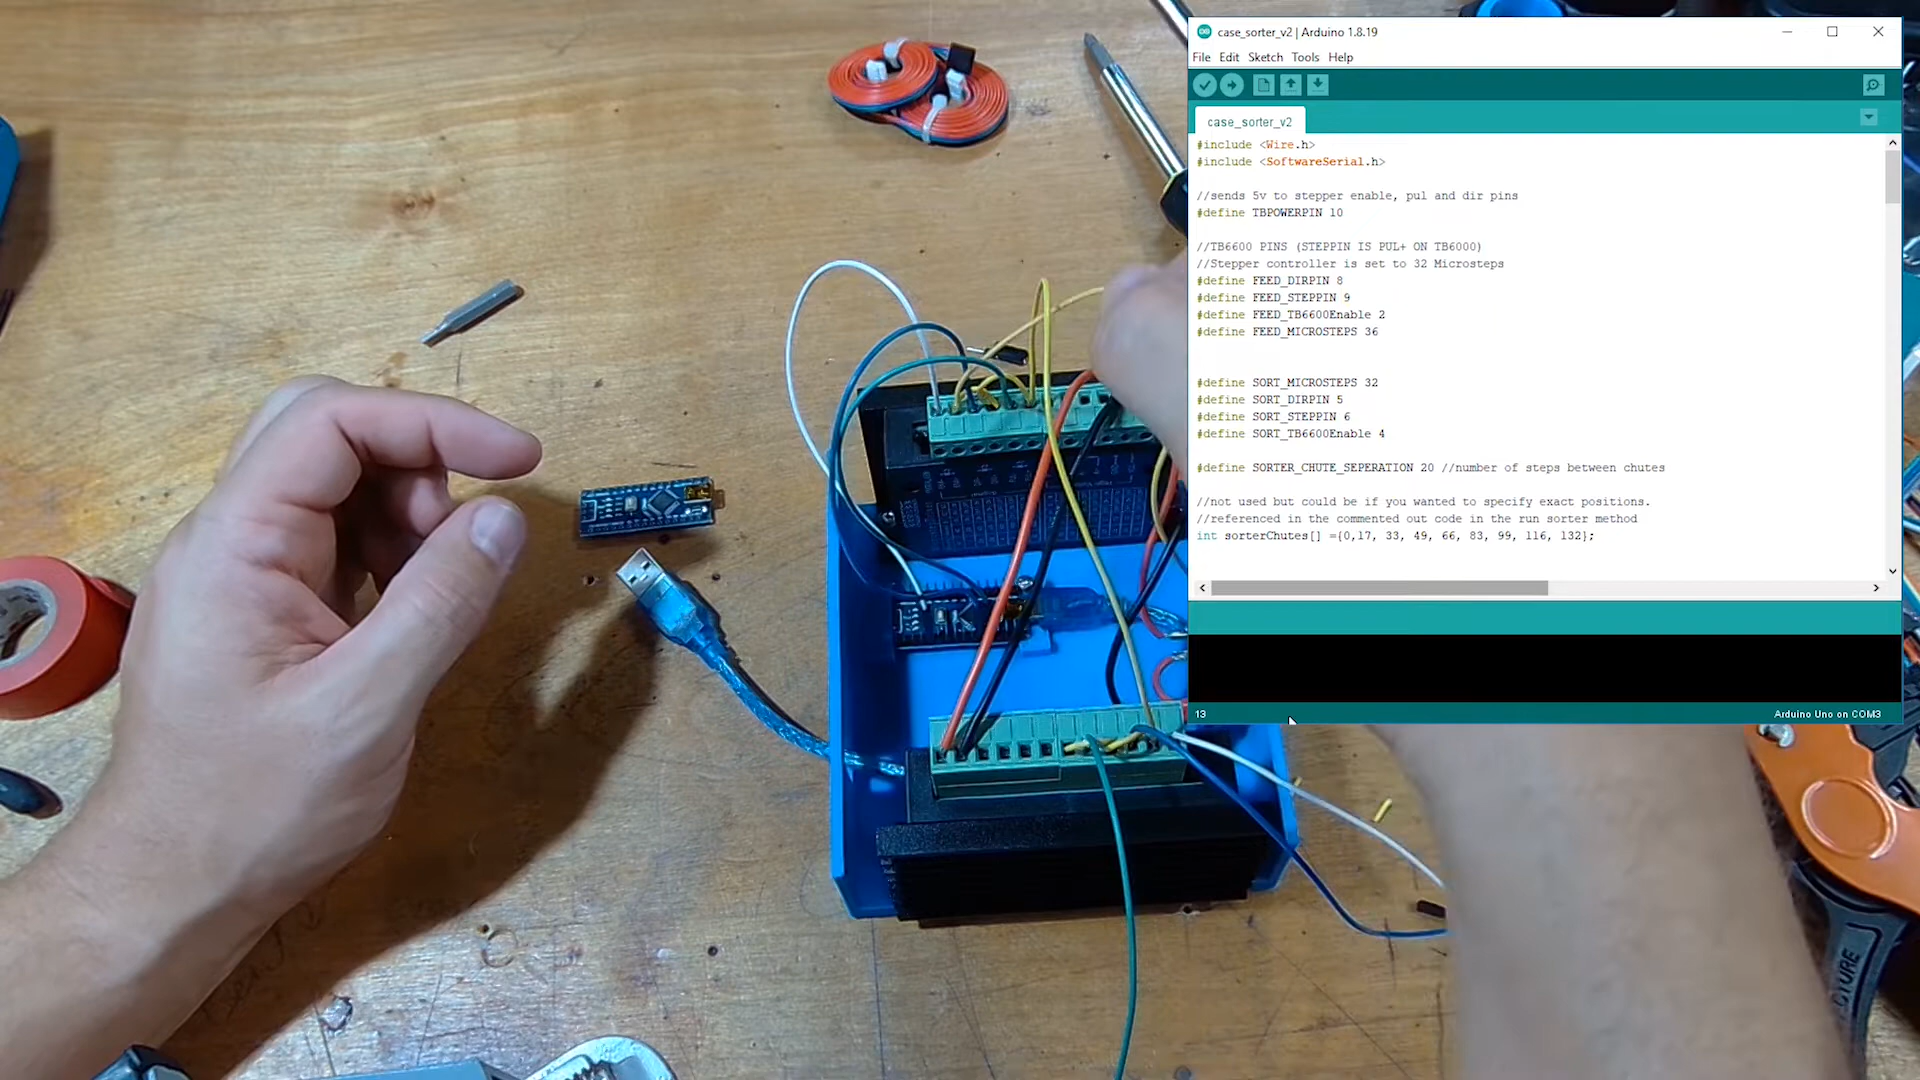 case_sorter_v2 | Arduino 1.8.19
File Edit Sketch Tools Help
case_sorter_v2
#include <Wire.h>
#include <SoftwareSerial.h>
//sends 5v to stepper enable, pul and dir pins
#define TBPOWERPIN 10
//TB6600 PINS (STEPPIN IS PUL+ ON TB6000)
//Stepper controller is set to 32 Microsteps
#define FEED_DIRPIN 8
#define FEED_STEPPIN 9
#define FEED_TB6600Enable 2
#define FEED_MICROSTEPS 36
#define SORT_MICROSTEPS 32
#define SORT_DIRPIN 5
#define SORT_STEPPIN 6
#define SORT_TB6600Enable 4
#define SORTER_CHUTE_SEPERATION 20 //number of steps between chutes
//not used but could be if you wanted to specify exact positions.
//referenced in the commented out code in the run sorter method
int sorterChutes[] ={0,17, 33, 49, 66, 83, 99, 116, 132};
13
Arduino Uno on COM3